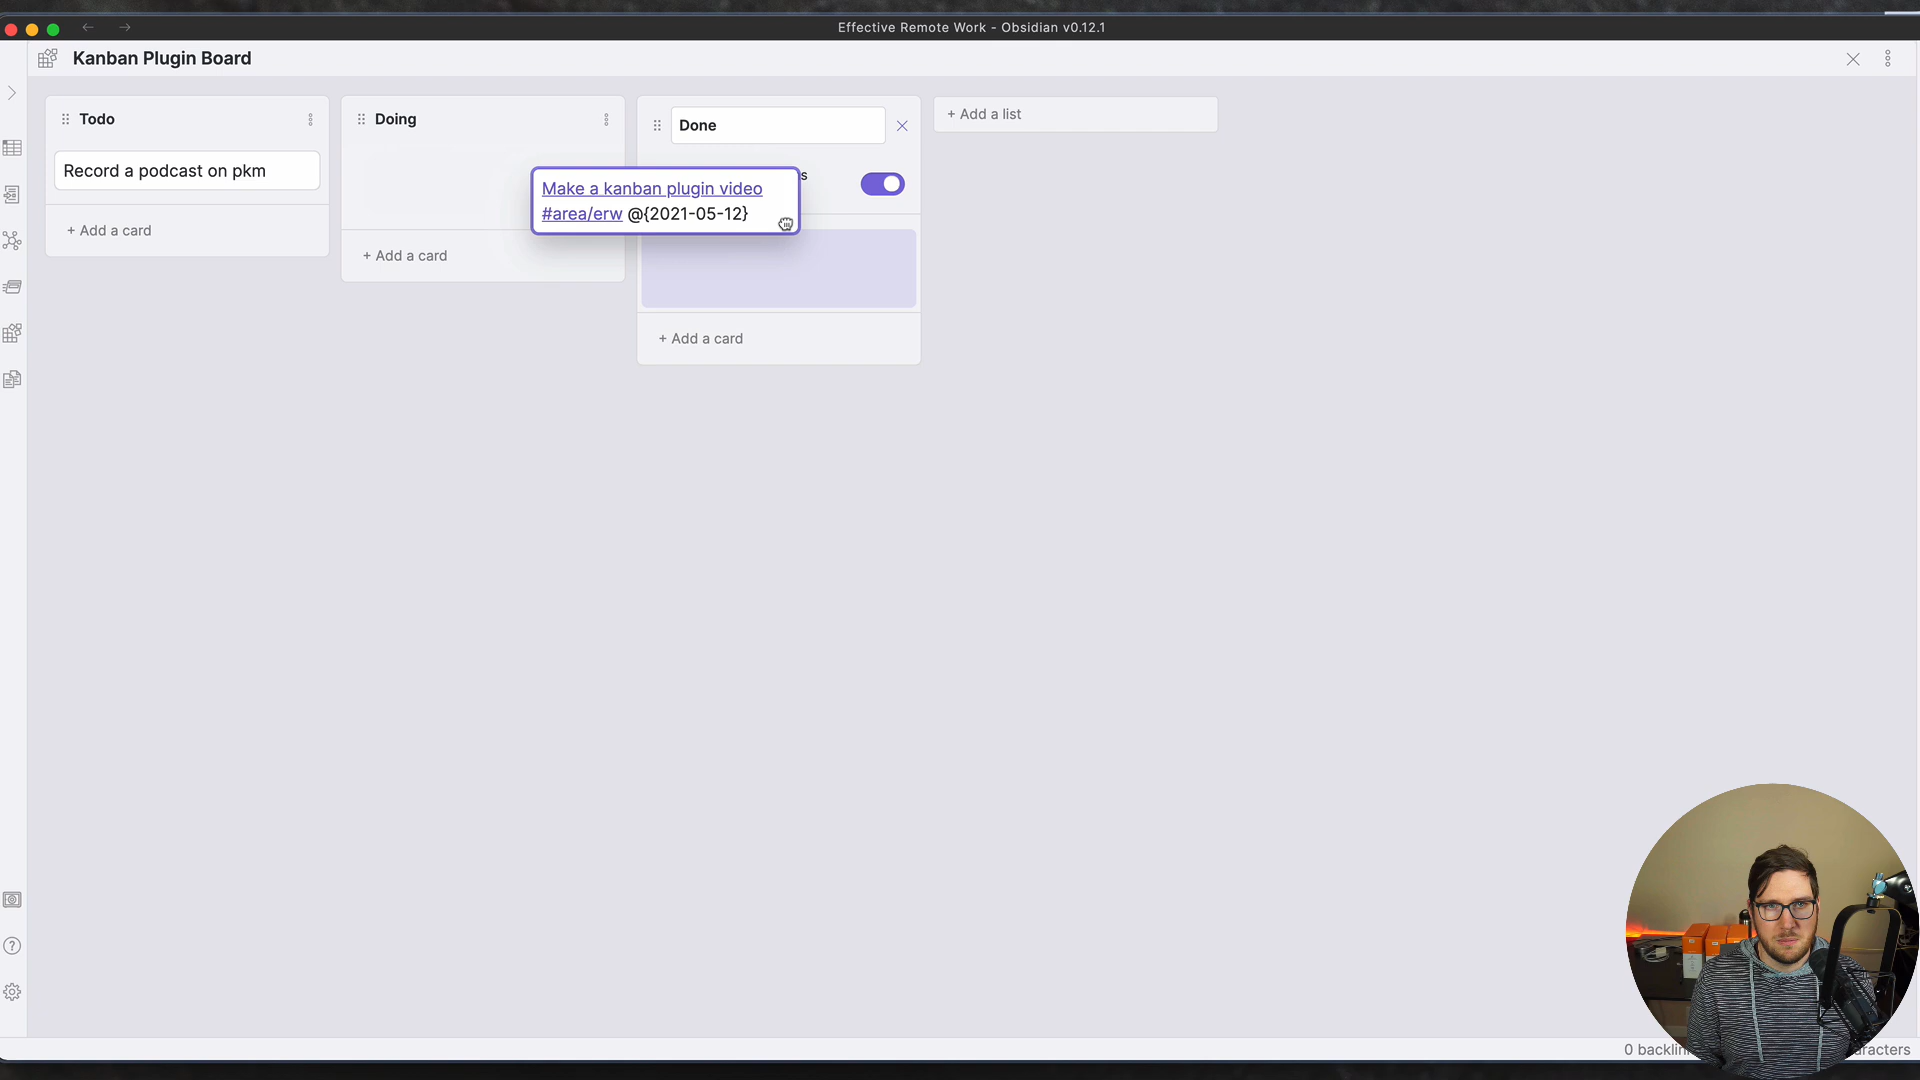 Effective Remote Work - Obsidian v0.12.1
Kanban Plugin Board
Todo
Record a podcast on pkm
+ Add a card
Doing
+ Add a card
Done
s
Make a kanban plugin video
#area/erw @{2021-05-12}
+ Add a card
+ Add a list
0 backlin
aracters